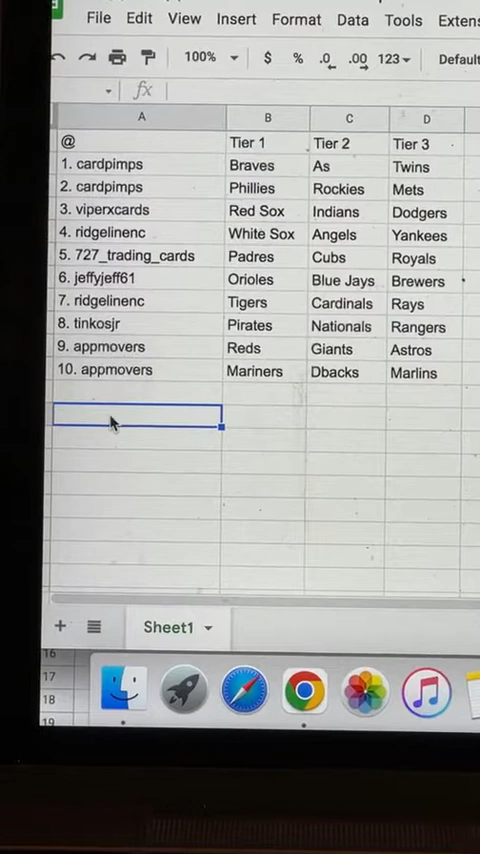 File Edit View Insert Format Data Tools
100% $ % .0 .00 123 Default
fx
A B C D
@ Tier 1 Tier 2 Tier 3
1. cardpimps Braves As Twins
2. cardpimps Phillies Rockies Mets
3. viperxcards Red Sox Indians Dodgers
4. ridgelinenc White Sox Angels Yankees
5. 727_trading_cards Padres Cubs Royals
6. jeffyjeff61 Orioles Blue Jays Brewers
7. ridgelinenc Tigers Cardinals Rays
8. tinkosjr Pirates Nationals Rangers
9. appmovers Reds Giants Astros
10. appmovers Mariners Dbacks Marlins
+ Sheet1
16
17
18
19